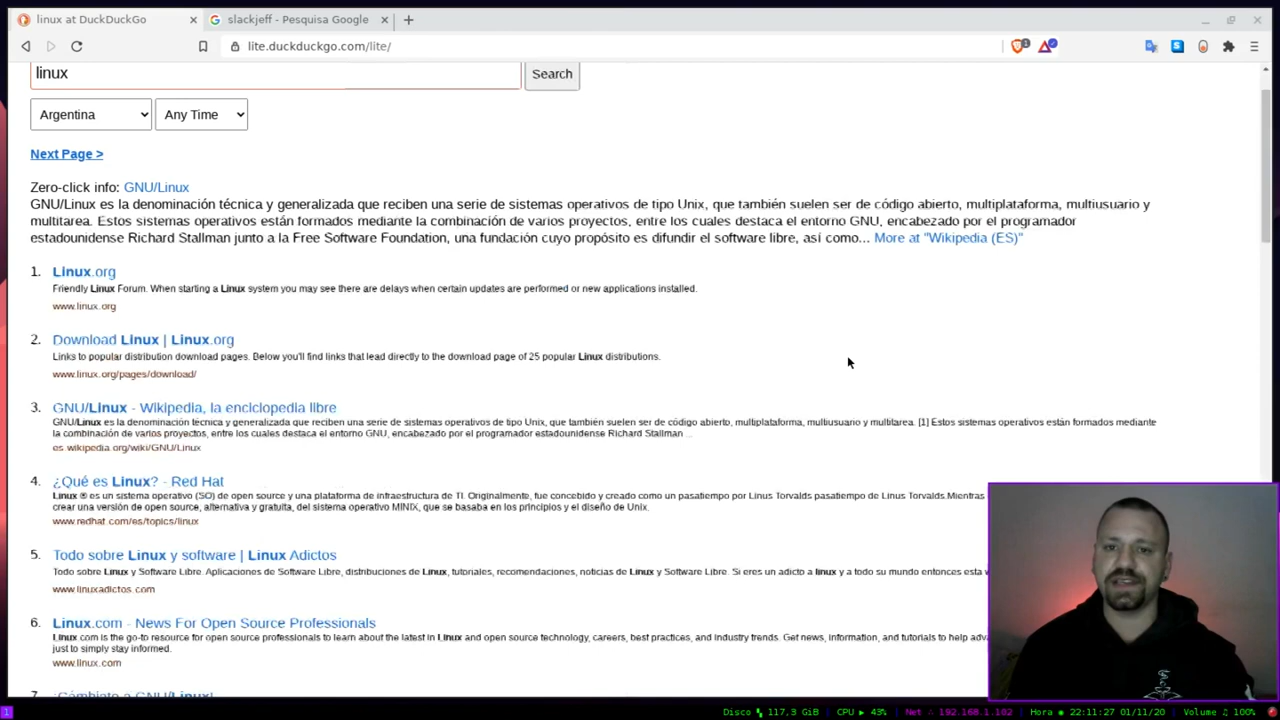 linux at DuckDuckGo
slackjeff - Pesquisa Google
lite.duckduckgo.com/lite/
linux
Search
Argentina
Any Time
Next Page >
Zero-click info: GNU/Linux
GNU/Linux es la denominación técnica y generalizada que reciben una serie de sistemas operativos de tipo Unix, que también suelen ser de código abierto, multiplataforma, multiusuario y
multitarea. Estos sistemas operativos están formados mediante la combinación de varios proyectos, entre los cuales destaca el entorno GNU, encabezado por el programador
estadounidense Richard Stallman junto a la Free Software Foundation, una fundación cuyo propósito es difundir el software libre, así como... More at "Wikipedia (ES)"
1. Linux.org
Friendly Linux Forum. When starting a Linux system you may see there are delays when certain updates are performed or new applications installed.
www.linux.org
2. Download Linux | Linux.org
Links to popular distribution download pages. Below you'll find links that lead directly to the download page of 25 popular Linux distributions.
www.linux.org/pages/download/
3. GNU/Linux - Wikipedia, la enciclopedia libre
GNU/Linux es la denominación técnica y generalizada que reciben una serie de sistemas operativos de tipo Unix, que también suelen ser de código abierto, multiplataforma, multiusuario y multitarea. [1] Estos sistemas operativos están formados mediante
la combinación de varios proyectos, entre los cuales destaca el entorno GNU, encabezado por el programador estadounidense Richard Stallman ...
es.wikipedia.org/wiki/GNU/Linux
4. ¿Qué es Linux? - Red Hat
Linux ® es un sistema operativo (SO) de open source y una plataforma de infraestructura de TI. Originalmente, fue concebido y creado como un pasatiempo por Linus Torvalds pasatiempo de Linus Torvalds.Mientras
crear una versión de open source, alternativa y gratuita, del sistema operativo MINIX, que se basaba en los principios y el diseño de Unix.
www.redhat.com/es/topics/linux
5. Todo sobre Linux y software | Linux Adictos
Todo sobre Linux y Software Libre. Aplicaciones de Software Libre, distribuciones de Linux, tutoriales, recomendaciones, noticias de Linux y Software Libre. Si eres un adicto a linux y a todo su mundo entonces esta
www.linuxadictos.com
6. Linux.com - News For Open Source Professionals
Linux.com is the go-to resource for open source professionals to learn about the latest in Linux and open source technology, careers, best practices, and industry trends. Get news, information, and tutorials to help
just to simply stay informed.
www.linux.com
7. ¡Cámbiate a GNU/Linux!
1 Disco 117,3 GiB | CPU 43% | Net 192.168.1.102 | Hora 22:11:27 01/11/20 | Volume ♫ 100%